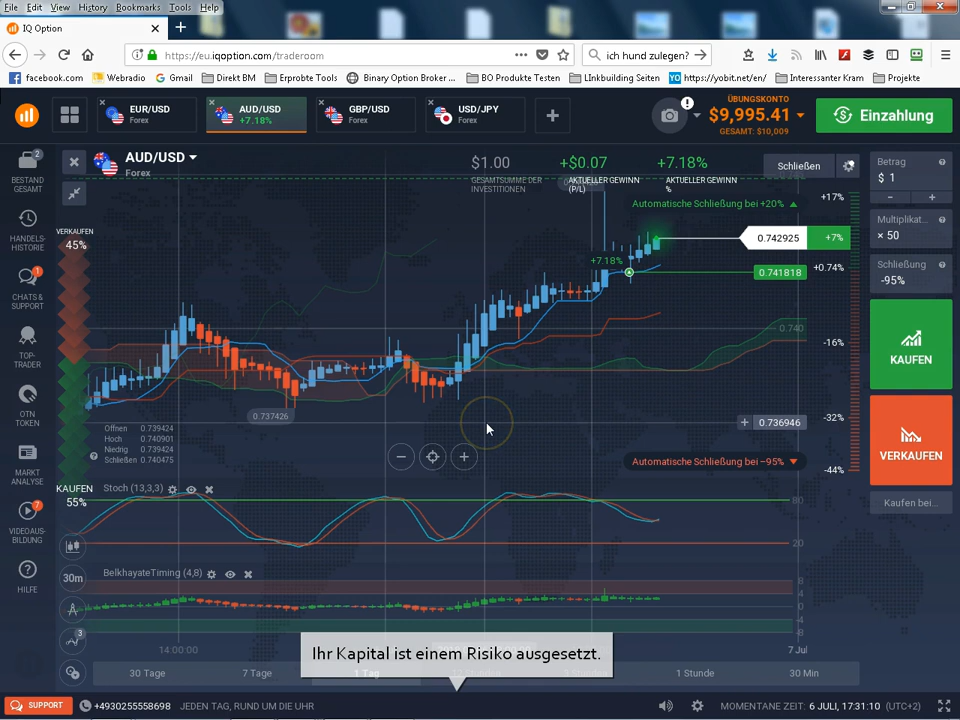 File Edit View History Bookmarks Tools Help
IQ Option
https://eu.iqoption.com/traderoom
ich hund zulegen?
facebook.com Webradio Gmail Direkt BM Erprobte Tools Binary Option Broker ... BO Produkte Testen LInkbuilding Seiten https://yobit.net/en/ Interessanter Kram Projekte
EUR/USD
Forex
AUD/USD
+7.18%
GBP/USD
Forex
USD/JPY
Forex
ÜBUNGSKONTO
$9,995.41
GESAMT: $10,009
Einzahlung
2
BESTAND
GESAMT
HANDELS-
HISTORIE
1
CHATS &
SUPPORT
TOP-
TRADER
OTN
TOKEN
MARKT
ANALYSE
7
VIDEOAUS-
BILDUNG
HILFE
AUD/USD
Forex
$1.00
GESAMTSUMME DER
INVESTITIONEN
+$0.07
AKTUELLER GEWINN
(P/L)
+7.18%
AKTUELLER GEWINN
%
Schließen
Automatische Schließung bei +20%
VERKAUFEN
45%
+7.18%
0.742925
+7%
0.741818
0.740
0.737426
0.736946
+17%
+0.74%
-16%
-32%
-44%
Öffnen 0.739424
Hoch 0.740901
Niedrig 0.739424
Schließen 0.740475
Automatische Schließung bei −95%
KAUFEN
55%
Stoch (13,3,3)
80
20
BelkhayateTiming (4,8)
8
4
0
-4
-8
30m
3
14:00:00
7 Jul
30 Tage 7 Tage 1 Tag 1 Stunde 30 Min
Ihr Kapital ist einem Risiko ausgesetzt.
Betrag
$ 1
Multiplikat...
× 50
Schließung
-95%
KAUFEN
VERKAUFEN
Kaufen bei...
SUPPORT +4930255558698 JEDEN TAG, RUND UM DIE UHR
MOMENTANE ZEIT: 6 JULI, 17:31:10 (UTC+2)